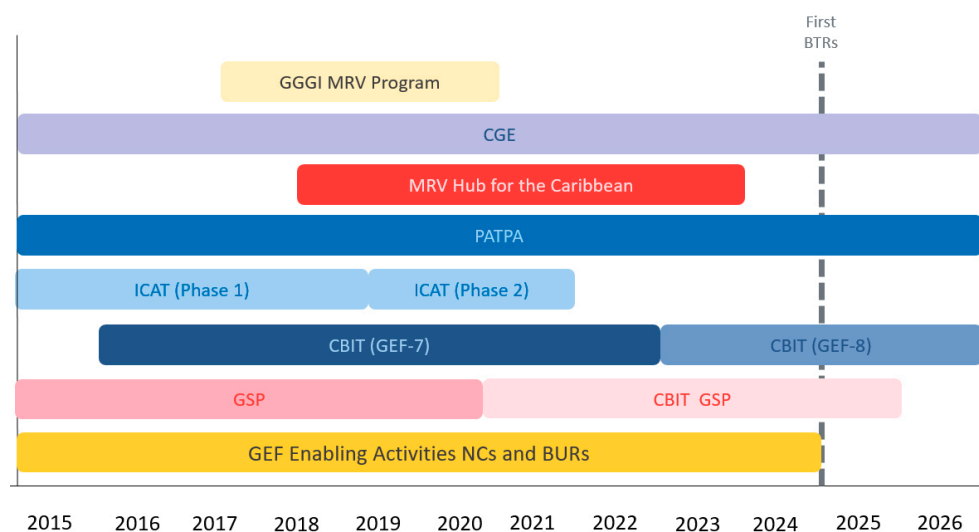 First
BTRs
GGGI MRV Program
CGE
MRV Hub for the Caribbean
PATPA
ICAT (Phase 1) ICAT (Phase 2)
CBIT (GEF-7) CBIT (GEF-8)
GSP CBIT GSP
GEF Enabling Activities NCs and BURs
2015 2016 2017 2018 2019 2020 2021 2022 2023 2024 2025 2026